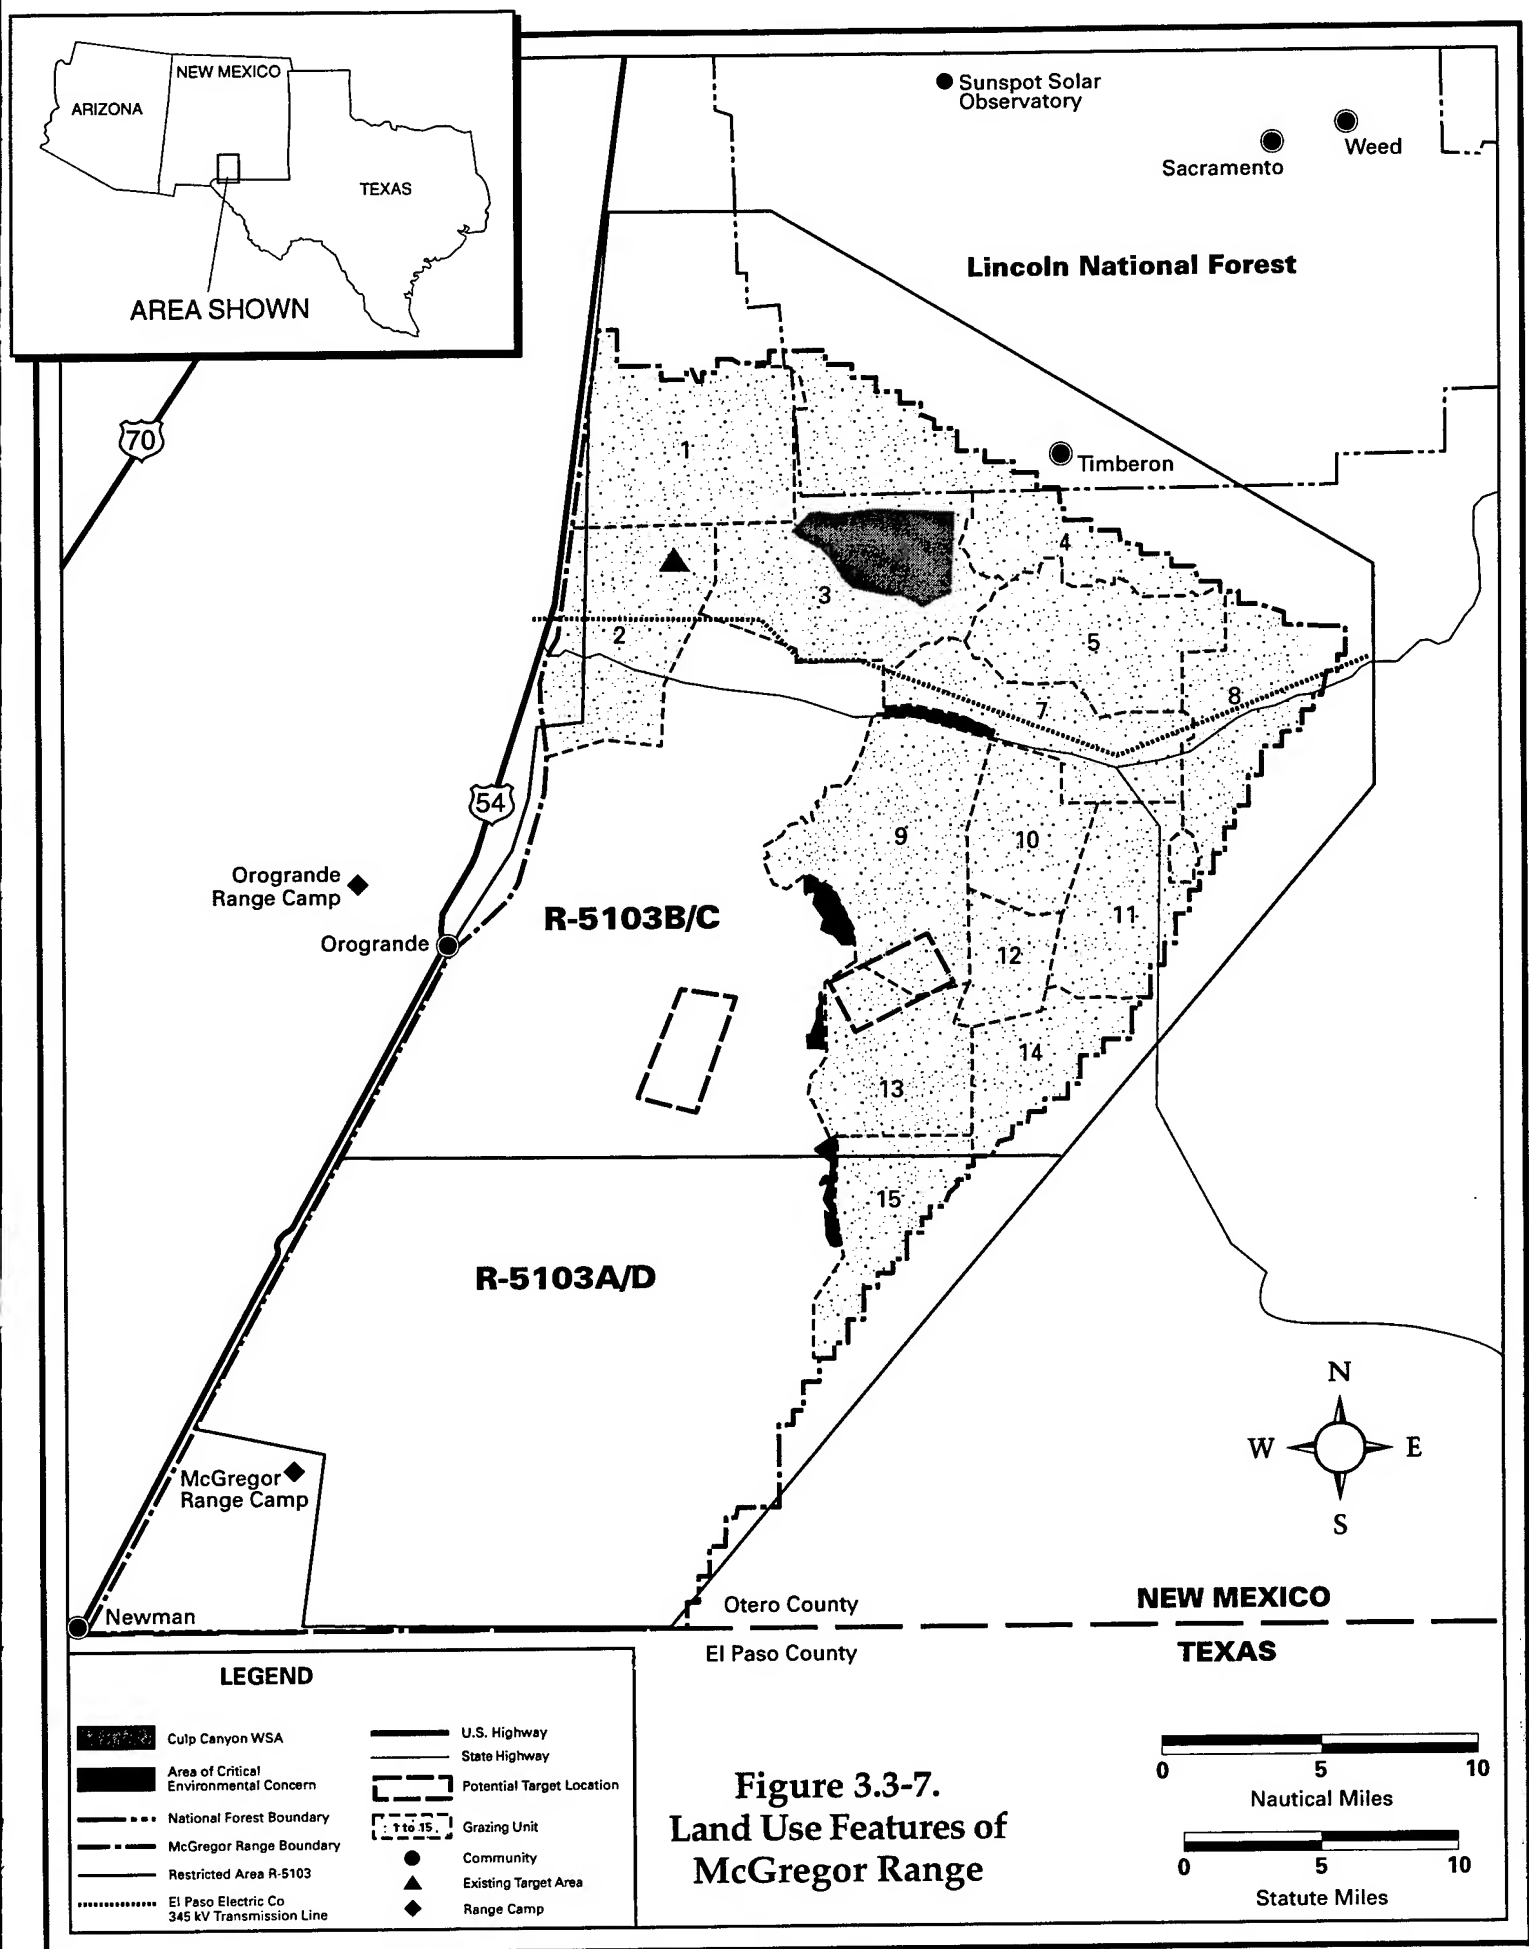 NEW MEXICO
ARIZONA
TEXAS
AREA SHOWN
Sunspot Solar
Observatory
Sacramento
Weed
Lincoln National Forest
70
1
Timberon
4
3
2
5
8
7
54
9
10
Orogrande
Range Camp
R-5103B/C
11
Orogrande
12
14
13
15
R-5103A/D
N
W
E
S
McGregor
Range Camp
Newman
Otero County
NEW MEXICO
El Paso County
TEXAS
LEGEND
Culp Canyon WSA
Area of Critical
Environmental Concern
National Forest Boundary
McGregor Range Boundary
Restricted Area R-5103
El Paso Electric Co
345 kV Transmission Line
U.S. Highway
State Highway
Potential Target Location
1 to 15
Grazing Unit
Community
Existing Target Area
Range Camp
Figure 3.3-7.
Land Use Features of
McGregor Range
0 5 10
Nautical Miles
0 5 10
Statute Miles